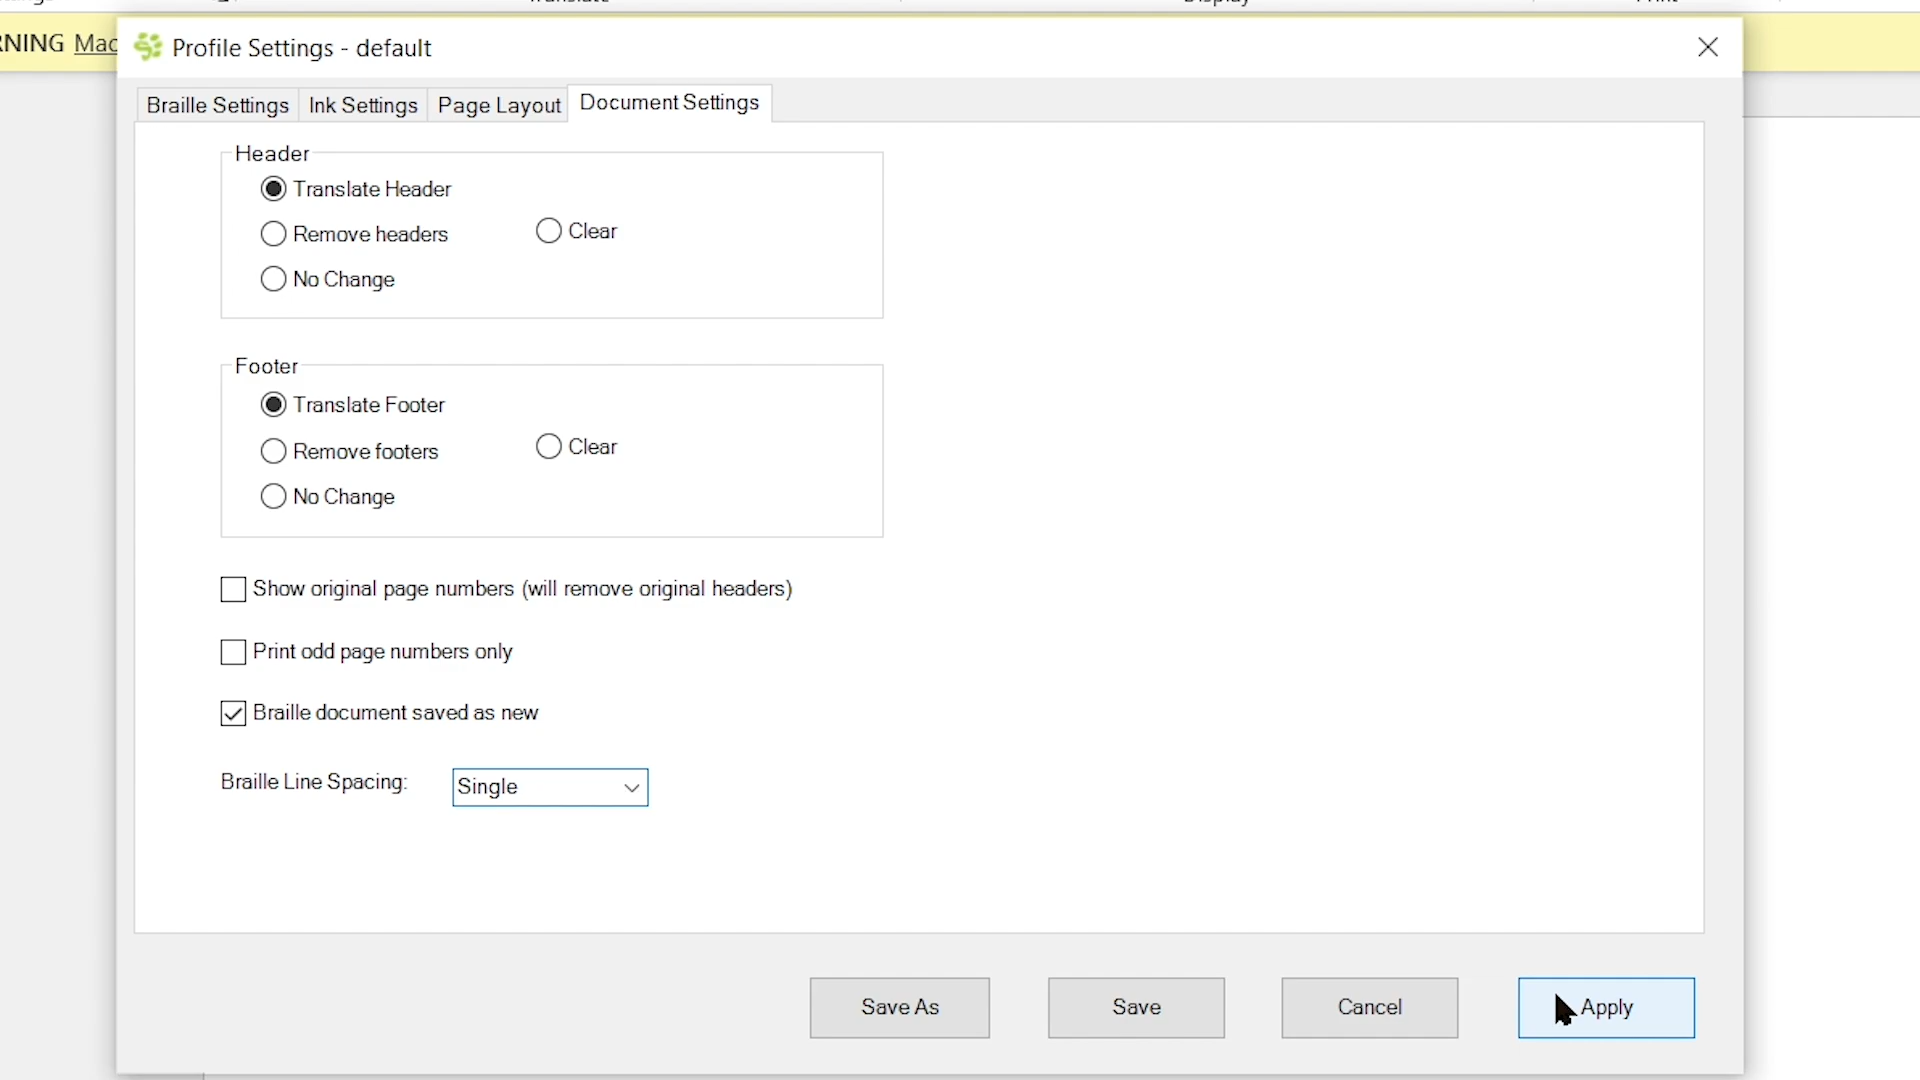 RNING Mac
Profile Settings - default
Braille Settings Ink Settings Page Layout Document Settings
Header
Translate Header
Remove headers Clear
No Change
Footer
Translate Footer
Remove footers Clear
No Change
Show original page numbers (will remove original headers)
Print odd page numbers only
Braille document saved as new
Braille Line Spacing: Single
Save As Save Cancel Apply